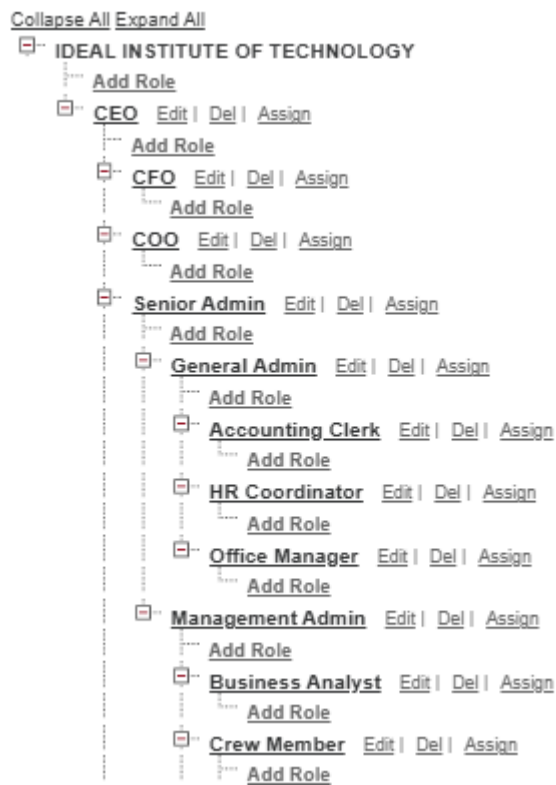 Collapse All Expand All
IDEAL INSTITUTE OF TECHNOLOGY
Add Role
CEO Edit | Del | Assign
Add Role
CFO Edit | Del | Assign
Add Role
COO Edit | Del | Assign
Add Role
Senior Admin Edit | Del | Assign
Add Role
General Admin Edit | Del | Assign
Add Role
Accounting Clerk Edit | Del | Assign
Add Role
HR Coordinator Edit | Del | Assign
Add Role
Office Manager Edit | Del | Assign
Add Role
Management Admin Edit | Del | Assign
Add Role
Business Analyst Edit | Del | Assign
Add Role
Crew Member Edit | Del | Assign
Add Role